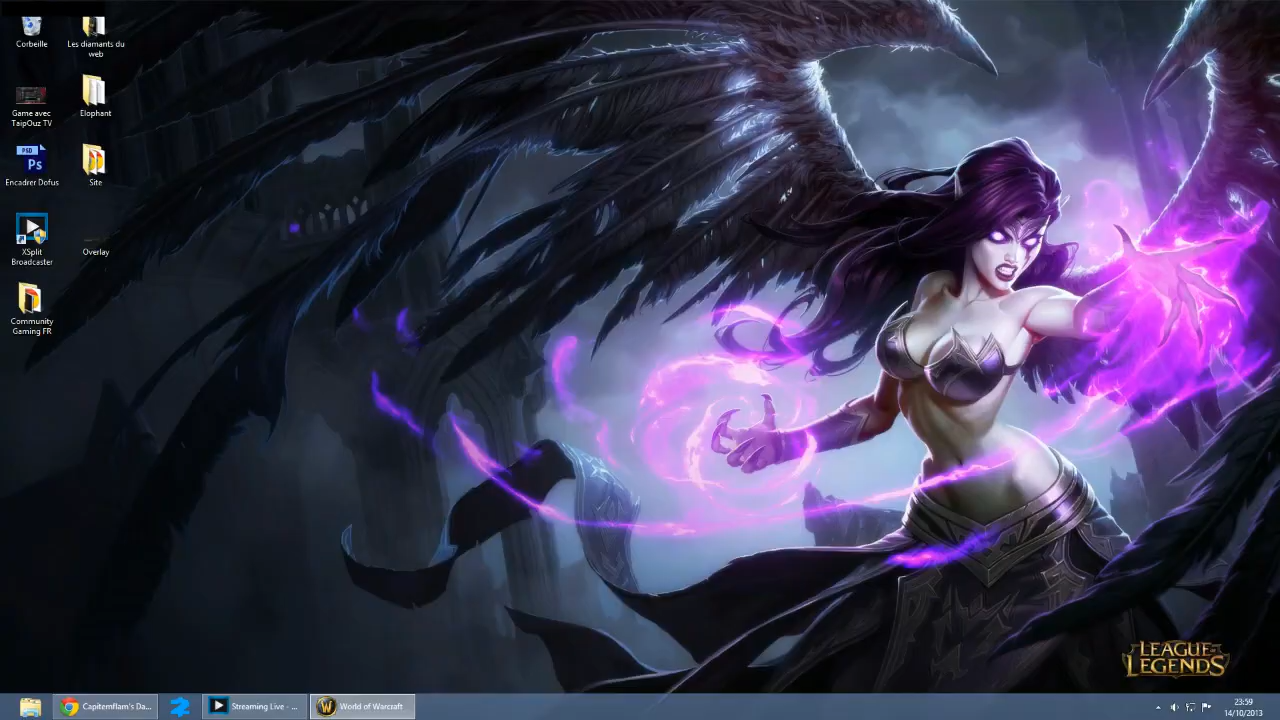 Corbeille
Les diamants du
web
Game avec
TaipOuz TV
Elophant
PSD
Ps
Encadrer Dofus
Site
XSplit
Broadcaster
Overlay
Community
Gaming FR
LEAGUE
OF
LEGENDS
Capitemflam's Da...
Streaming Live - ...
World of Warcraft
23:59
14/10/2013